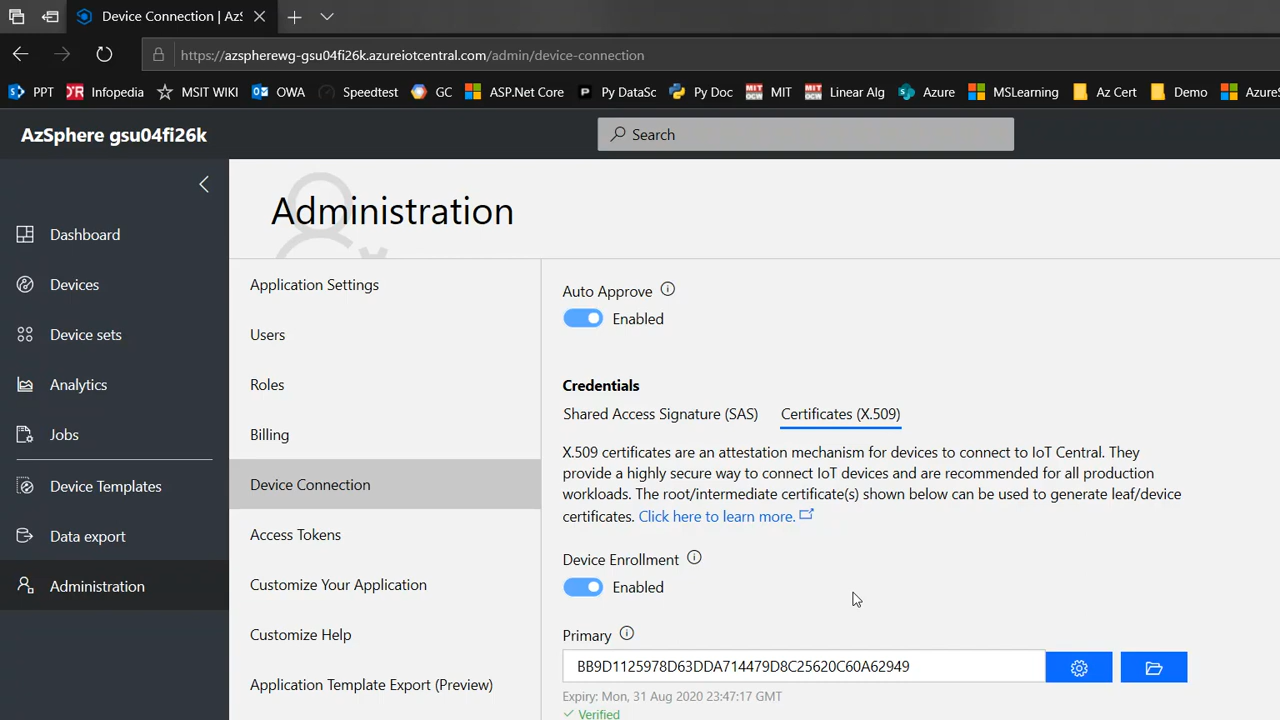 Device Connection | AzS
https://azspherewg-gsu04fi26k.azureiotcentral.com/admin/device-connection
PPT Infopedia MSIT WIKI OWA Speedtest GC ASP.Net Core Py DataSc Py Doc MIT Linear Alg Azure MSLearning Az Cert Demo AzureS
AzSphere gsu04fi26k
Search
Administration
Dashboard
Devices
Device sets
Analytics
Jobs
Device Templates
Data export
Administration
Application Settings
Users
Roles
Billing
Device Connection
Access Tokens
Customize Your Application
Customize Help
Application Template Export (Preview)
Auto Approve
Enabled
Credentials
Shared Access Signature (SAS) Certificates (X.509)
X.509 certificates are an attestation mechanism for devices to connect to IoT Central. They
provide a highly secure way to connect IoT devices and are recommended for all production
workloads. The root/intermediate certificate(s) shown below can be used to generate leaf/device
certificates. Click here to learn more.
Device Enrollment
Enabled
Primary
BB9D1125978D63DDA714479D8C25620C60A62949
Expiry: Mon, 31 Aug 2020 23:47:17 GMT
Verified